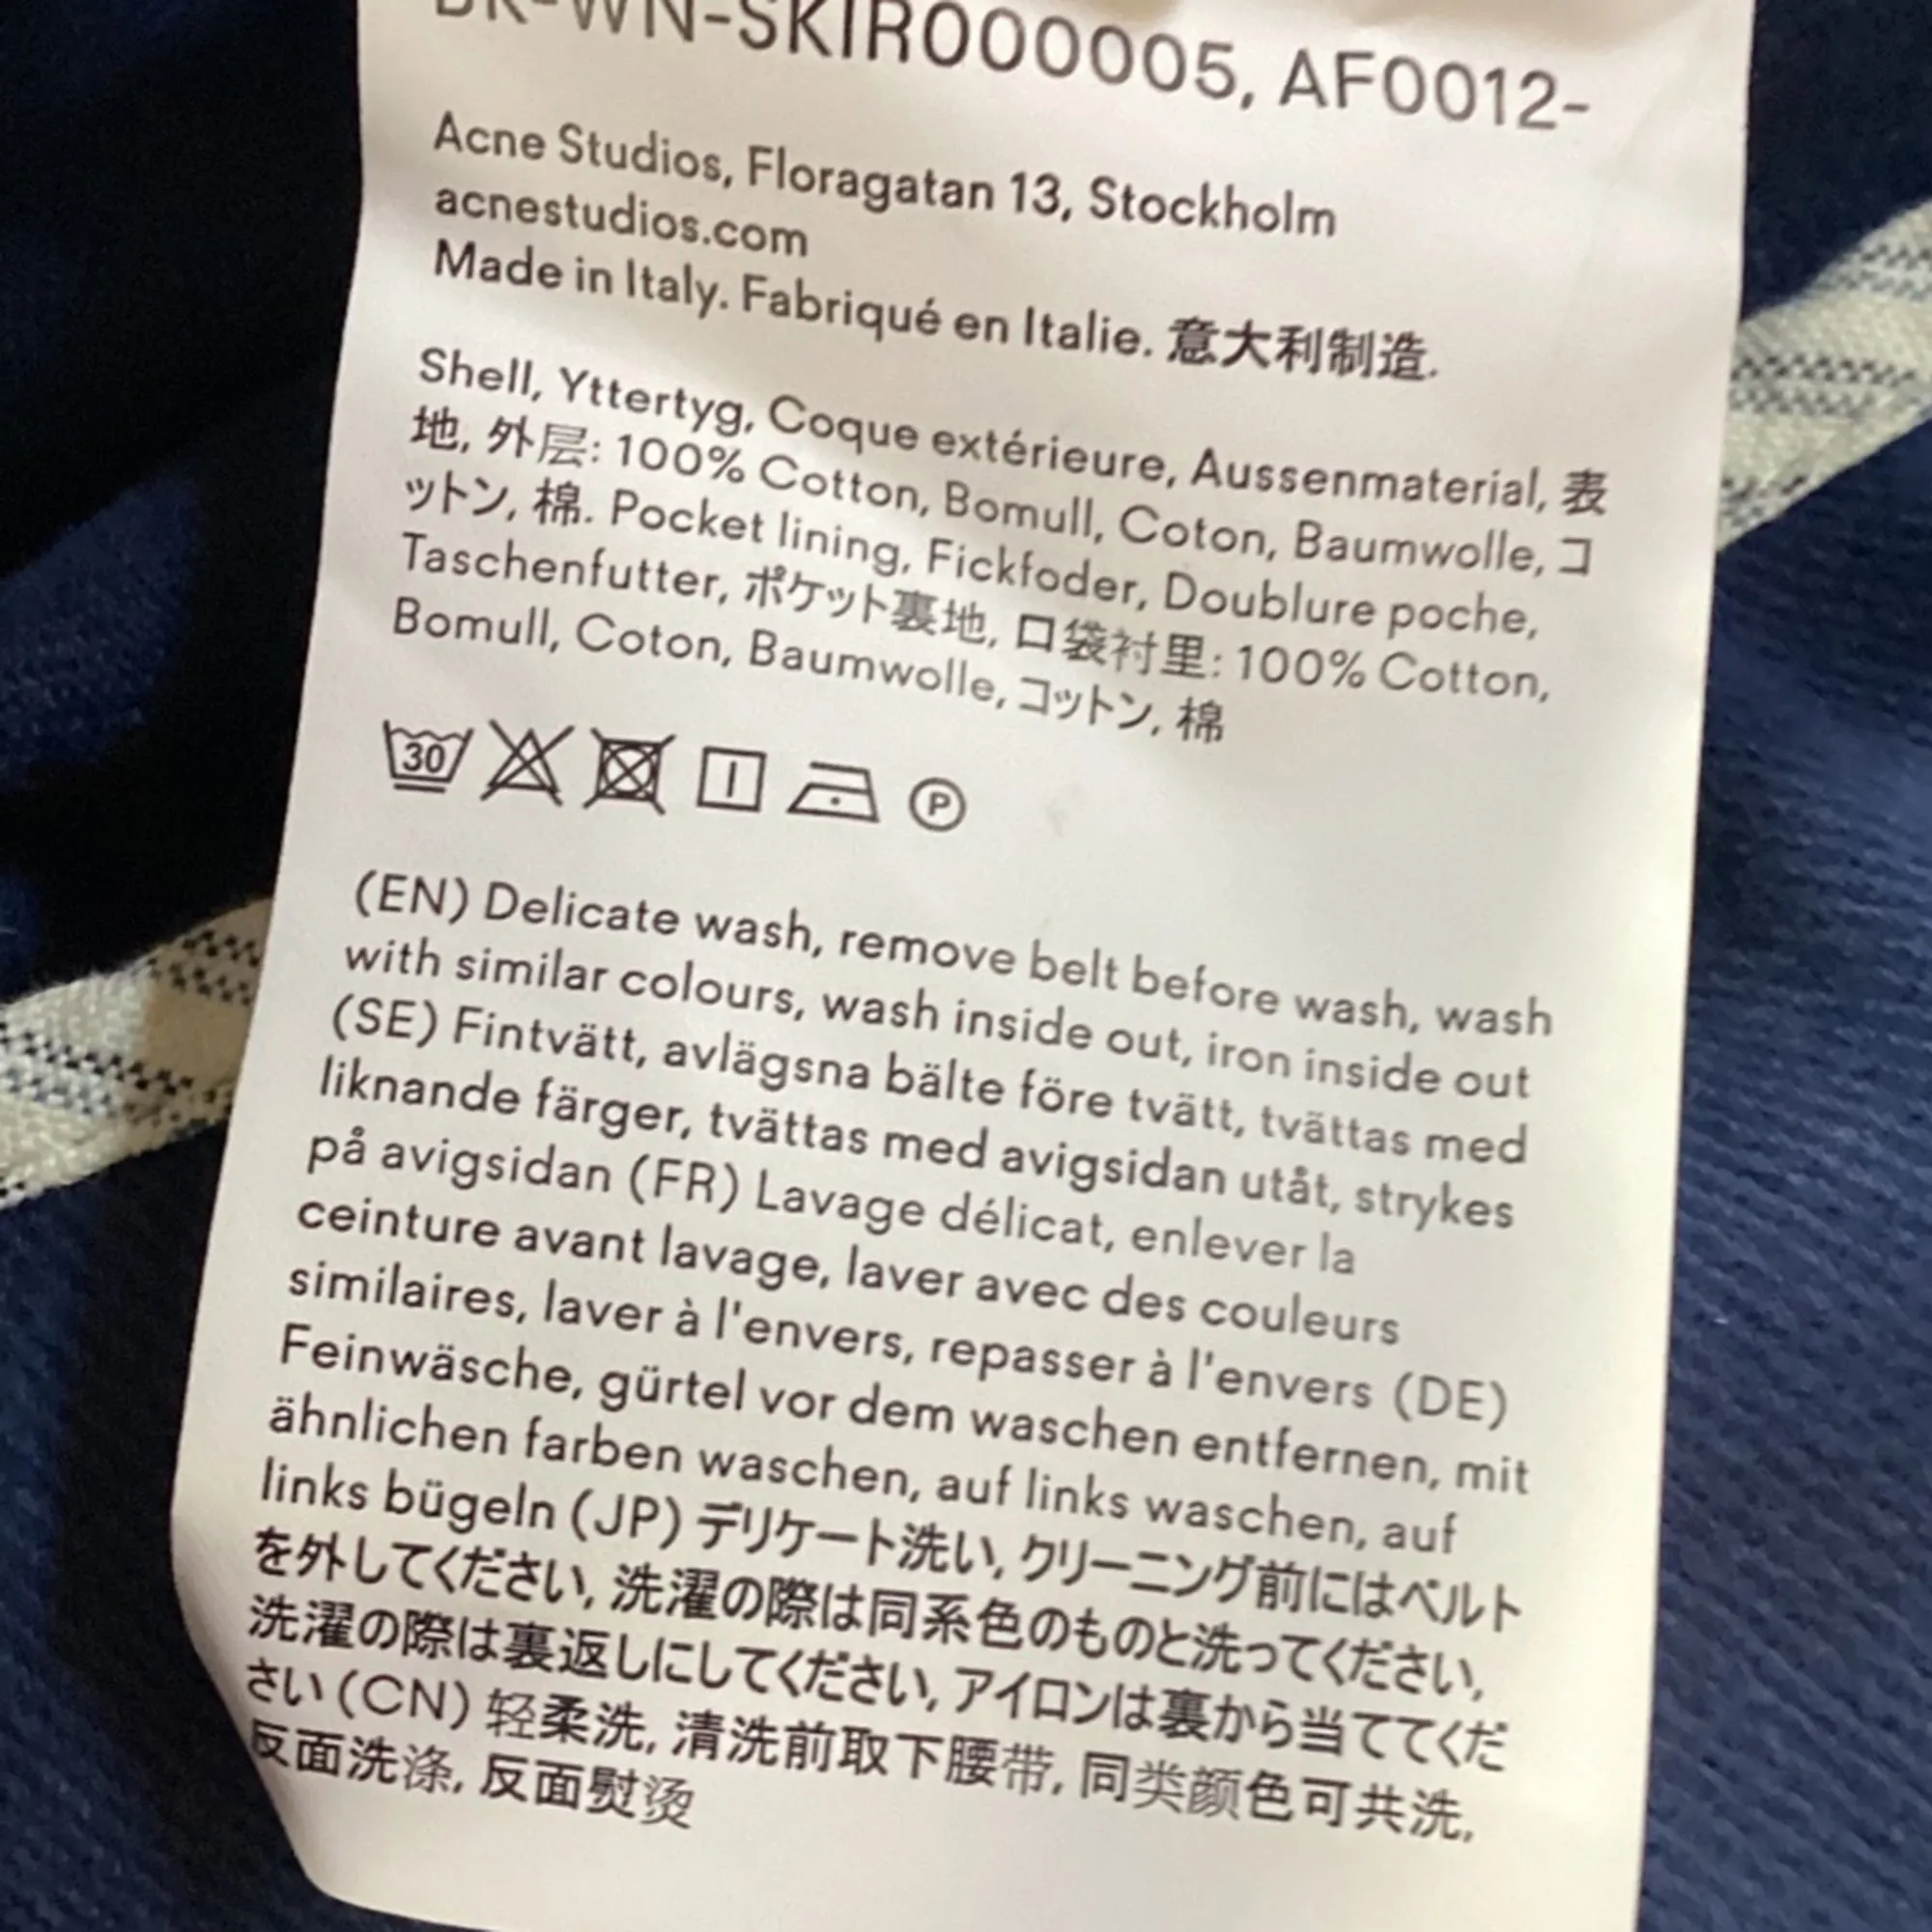 BK-WN-SKIR000005, AF0012-
Acne Studios, Floragatan 13, Stockholm
acnestudios.com
Made in Italy. Fabriqué en Italie. 意大利制造.
Shell, Yttertyg, Coque extérieure, Aussenmaterial, 表
地, 外层: 100% Cotton, Bomull, Coton, Baumwolle, コ
ットン, 棉. Pocket lining, Fickfoder, Doublure poche,
Taschenfutter, ポケット裏地, 口袋衬里: 100% Cotton,
Bomull, Coton, Baumwolle, コットン, 棉
30 P
(EN) Delicate wash, remove belt before wash, wash
with similar colours, wash inside out, iron inside out
(SE) Fintvätt, avlägsna bälte före tvätt, tvättas med
liknande färger, tvättas med avigsidan utåt, strykes
på avigsidan (FR) Lavage délicat, enlever la
ceinture avant lavage, laver avec des couleurs
similaires, laver à l'envers, repasser à l'envers (DE)
Feinwäsche, gürtel vor dem waschen entfernen, mit
ähnlichen farben waschen, auf links waschen, auf
links bügeln (JP) デリケート洗い, クリーニング前にはベルト
を外してください, 洗濯の際は同系色のものと洗ってください,
洗濯の際は裏返しにしてください, アイロンは裏から当ててくだ
さい (CN) 轻柔洗, 清洗前取下腰带, 同类颜色可共洗,
反面洗涤, 反面熨烫